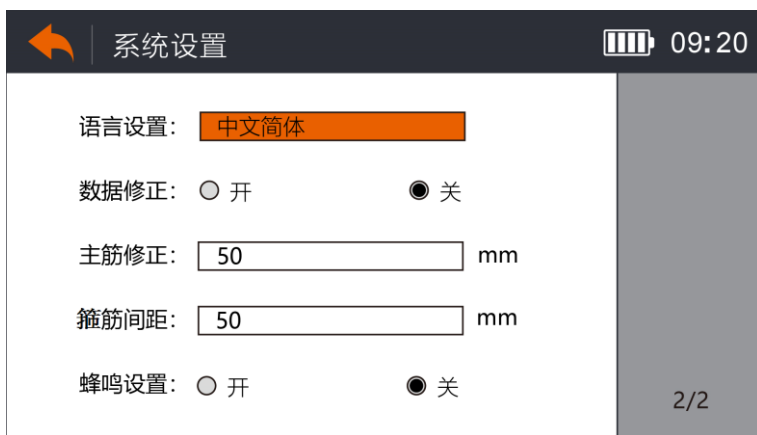 系统设置 09:20
语言设置： 中文简体
数据修正： 开 关
主筋修正： 50 mm
箍筋间距： 50 mm
蜂鸣设置： 开 关
2/2